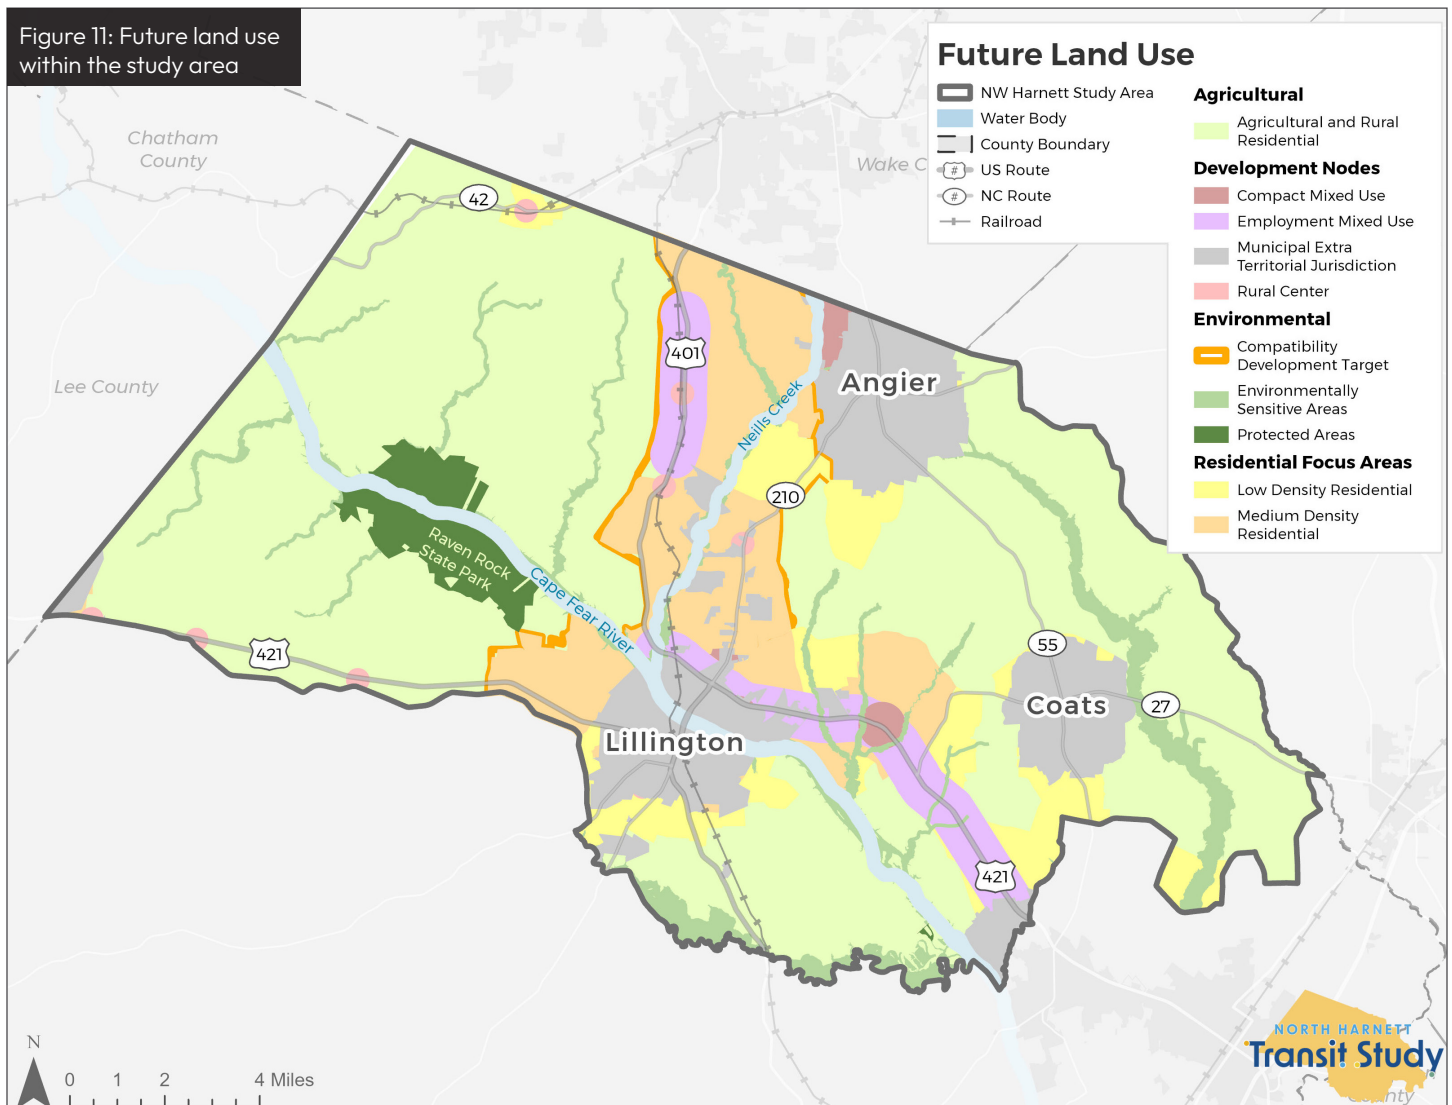 Figure 11: Future land use
within the study area
Chatham
County
Wake C
Lee County
Future Land Use
NW Harnett Study Area
Water Body
County Boundary
# US Route
# NC Route
Railroad
Agricultural
Agricultural and Rural
Residential
Development Nodes
Compact Mixed Use
Employment Mixed Use
Municipal Extra
Territorial Jurisdiction
Rural Center
Environmental
Compatibility
Development Target
Environmentally
Sensitive Areas
Protected Areas
Residential Focus Areas
Low Density Residential
Medium Density
Residential
42
401
Angier
Neills Creek
210
Raven Rock
State Park
Cape Fear River
421
55
Coats
27
Lillington
421
N
0 1 2 4 Miles
NORTH HARNETT
Transit Study
County